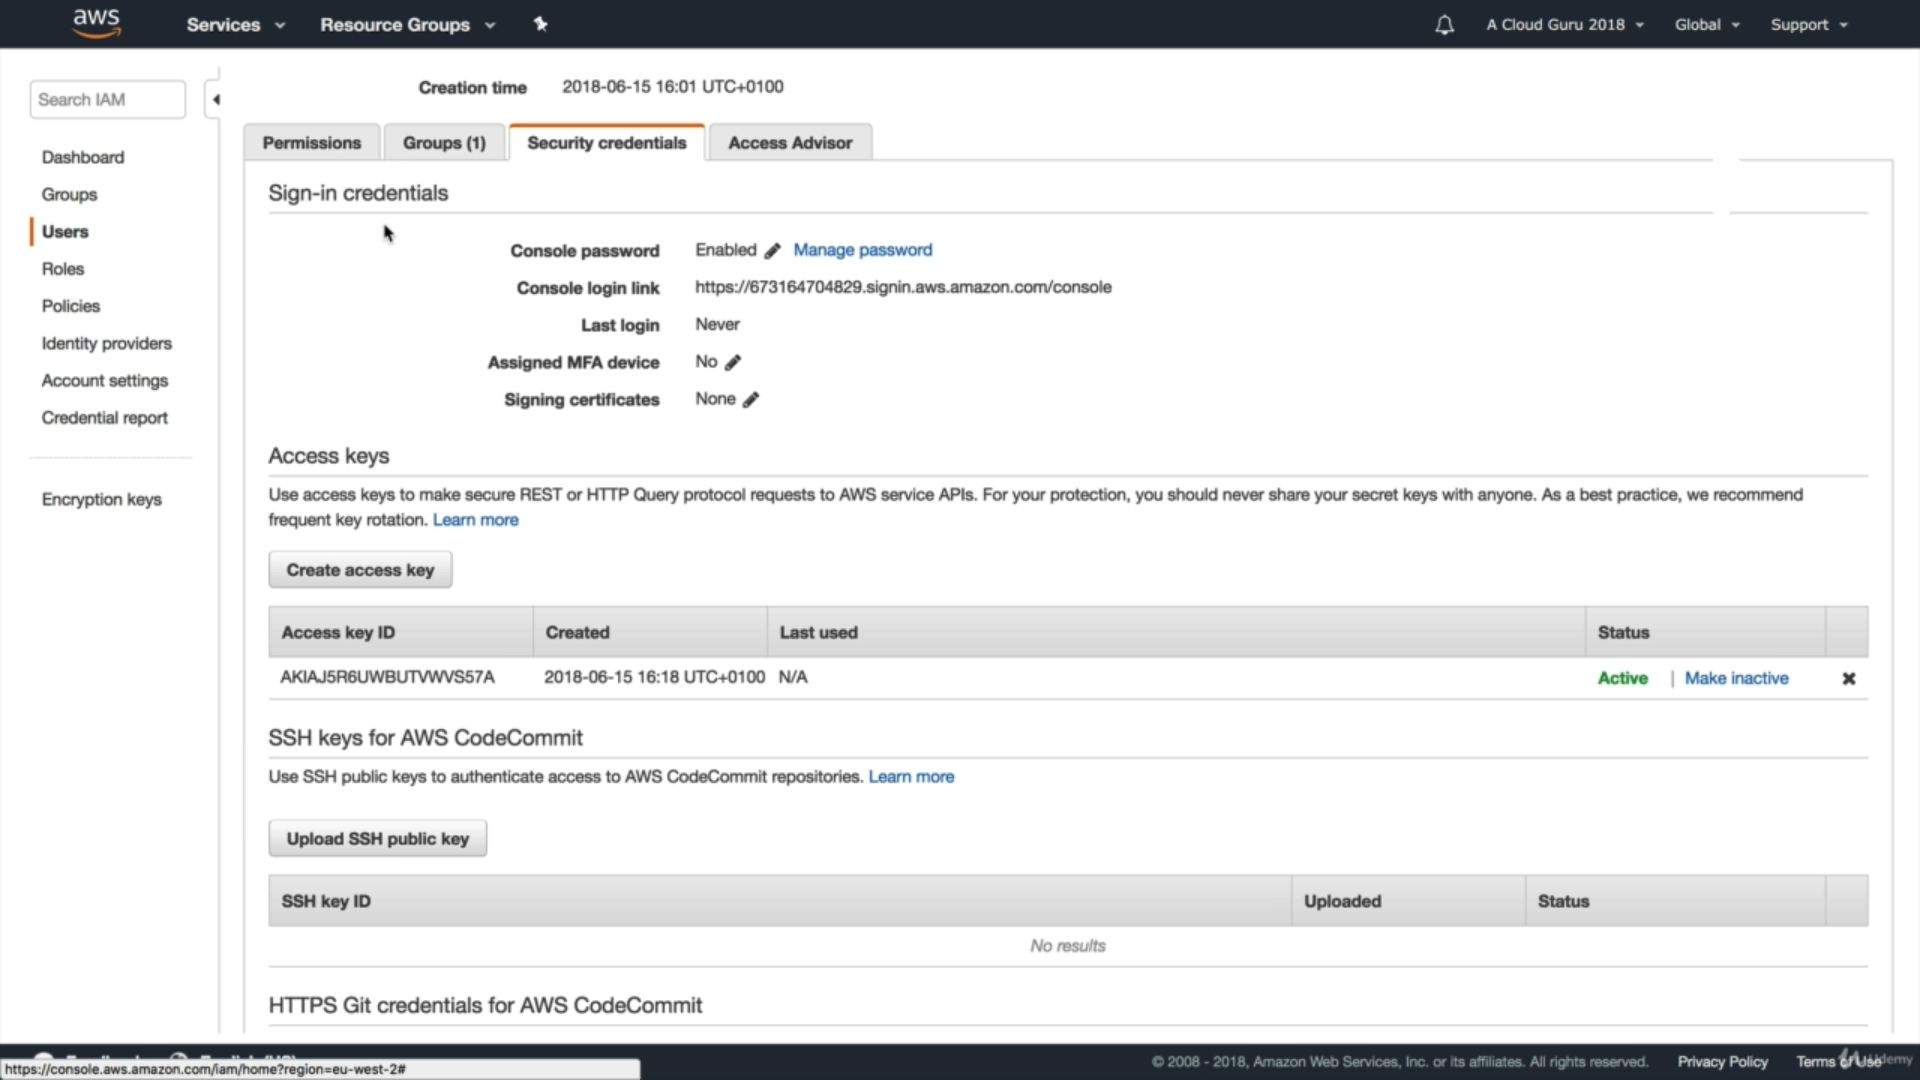 aws Services Resource Groups A Cloud Guru 2018 Global Support
Search IAM
Dashboard
Groups
Users
Roles
Policies
Identity providers
Account settings
Credential report
Encryption keys
Creation time 2018-06-15 16:01 UTC+0100
Permissions Groups (1) Security credentials Access Advisor
Sign-in credentials
Console password Enabled Manage password
Console login link https://673164704829.signin.aws.amazon.com/console
Last login Never
Assigned MFA device No
Signing certificates None
Access keys
Use access keys to make secure REST or HTTP Query protocol requests to AWS service APIs. For your protection, you should never share your secret keys with anyone. As a best practice, we recommend
frequent key rotation. Learn more
Create access key
Access key ID Created Last used Status
AKIAJ5R6UWBUTVWVS57A 2018-06-15 16:18 UTC+0100 N/A Active | Make inactive
SSH keys for AWS CodeCommit
Use SSH public keys to authenticate access to AWS CodeCommit repositories. Learn more
Upload SSH public key
SSH key ID Uploaded Status
No results
HTTPS Git credentials for AWS CodeCommit
© 2008 - 2018, Amazon Web Services, Inc. or its affiliates. All rights reserved. Privacy Policy Terms of Use
https://console.aws.amazon.com/iam/home?region=eu-west-2#